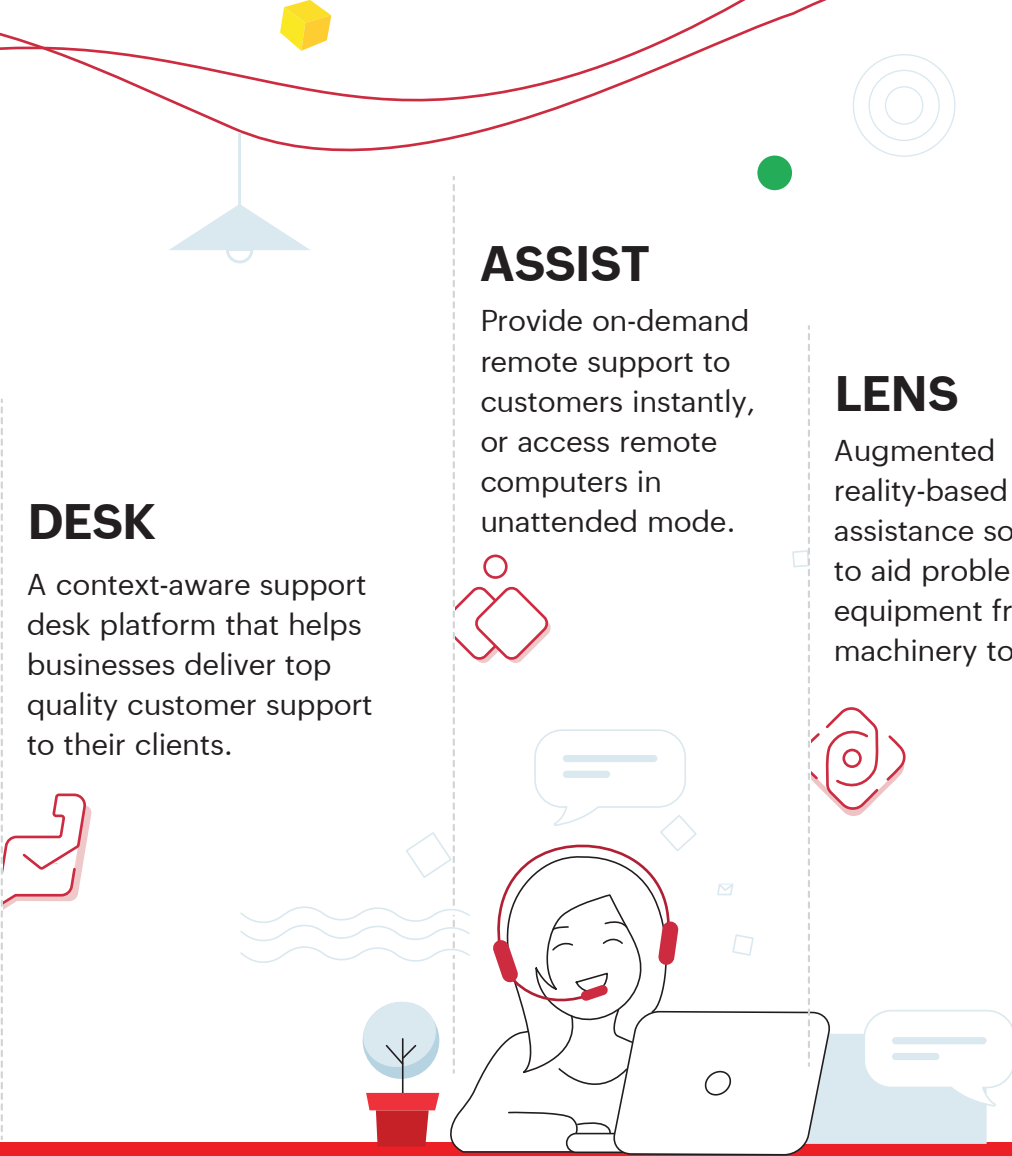 ASSIST
Provide on-demand
remote support to
customers instantly,
or access remote
computers in
unattended mode.
LENS
Augmented
reality-based
assistance
to aid
equipment
machinery
DESK
A context-aware support
desk platform that helps
businesses deliver top
quality customer support
to their clients.